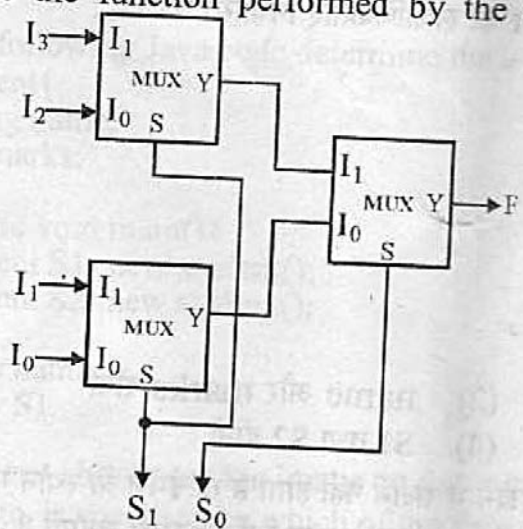 the function performed by the
I3 I1
MUX Y
I2 I0
S
I1
MUX Y F
I0
S
I1 I1
MUX Y
I0 I0
S
S1 S0